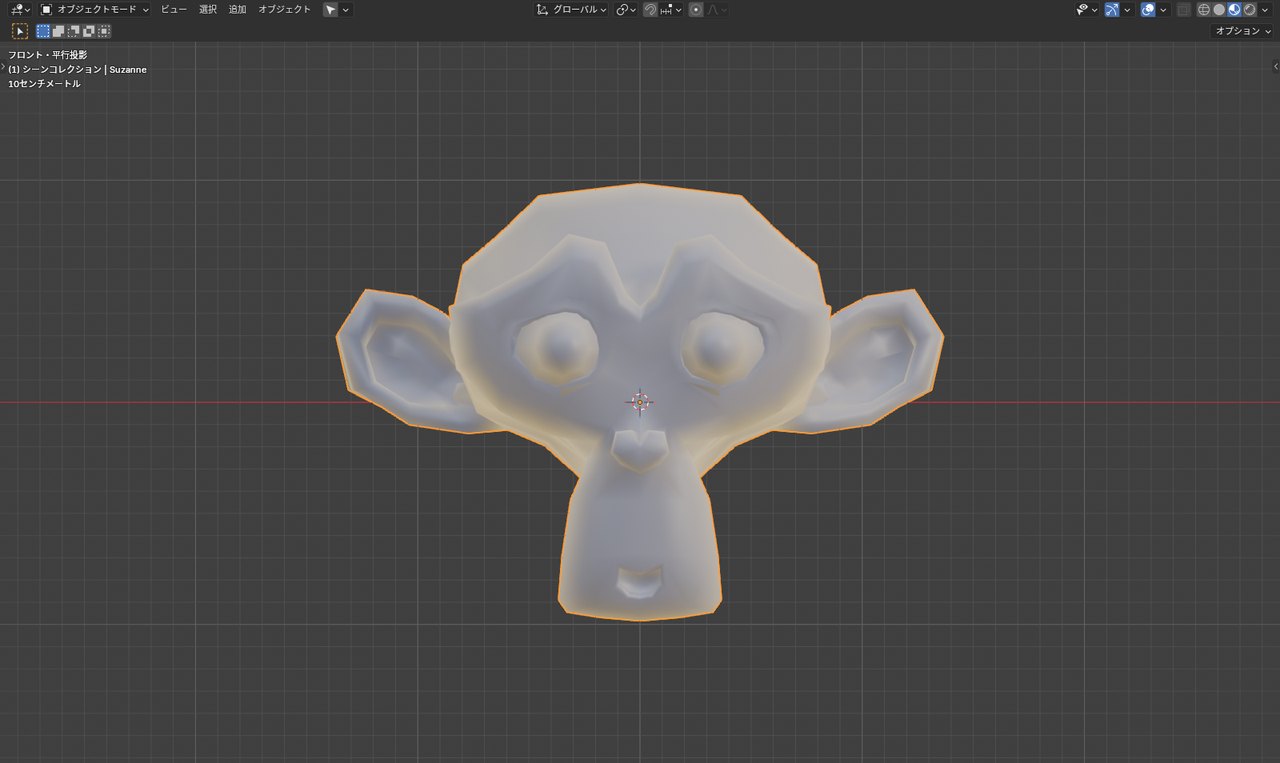 オブジェクトモード ビュー 選択 追加 オブジェクト グローバル
オプション
フロント・平行投影
(1) シーンコレクション | Suzanne
10センチメートル